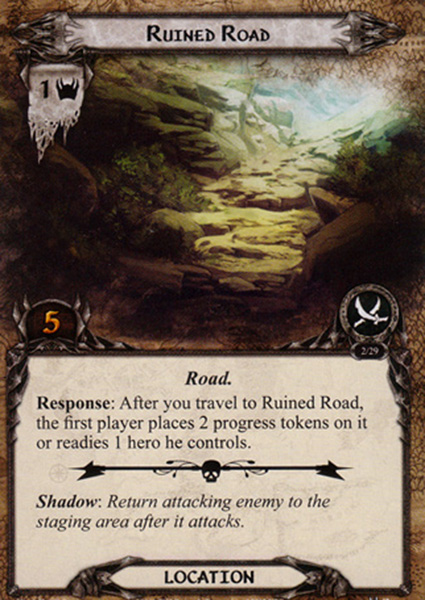 RUINED ROAD
1
5
2/29
Road.
Response: After you travel to Ruined Road,
the first player places 2 progress tokens on it
or readies 1 hero he controls.
Shadow: Return attacking enemy to the
staging area after it attacks.
LOCATION